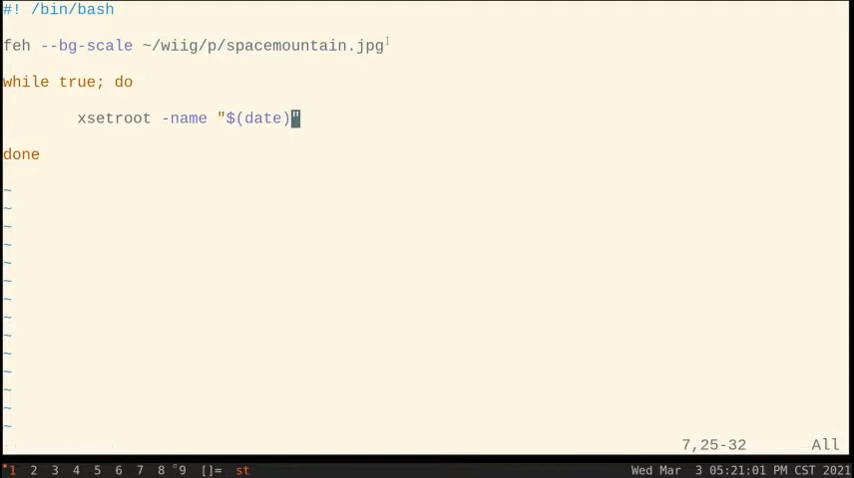 #! /bin/bash
feh --bg-scale ~/wiig/p/spacemountain.jpg
while true; do
xsetroot -name "$(date)"
done
~
~
~
~
~
~
~
~
~
~
~
~
~
~
7,25-32 All
1 2 3 4 5 6 7 8 9 []= st Wed Mar 3 05:21:01 PM CST 2021